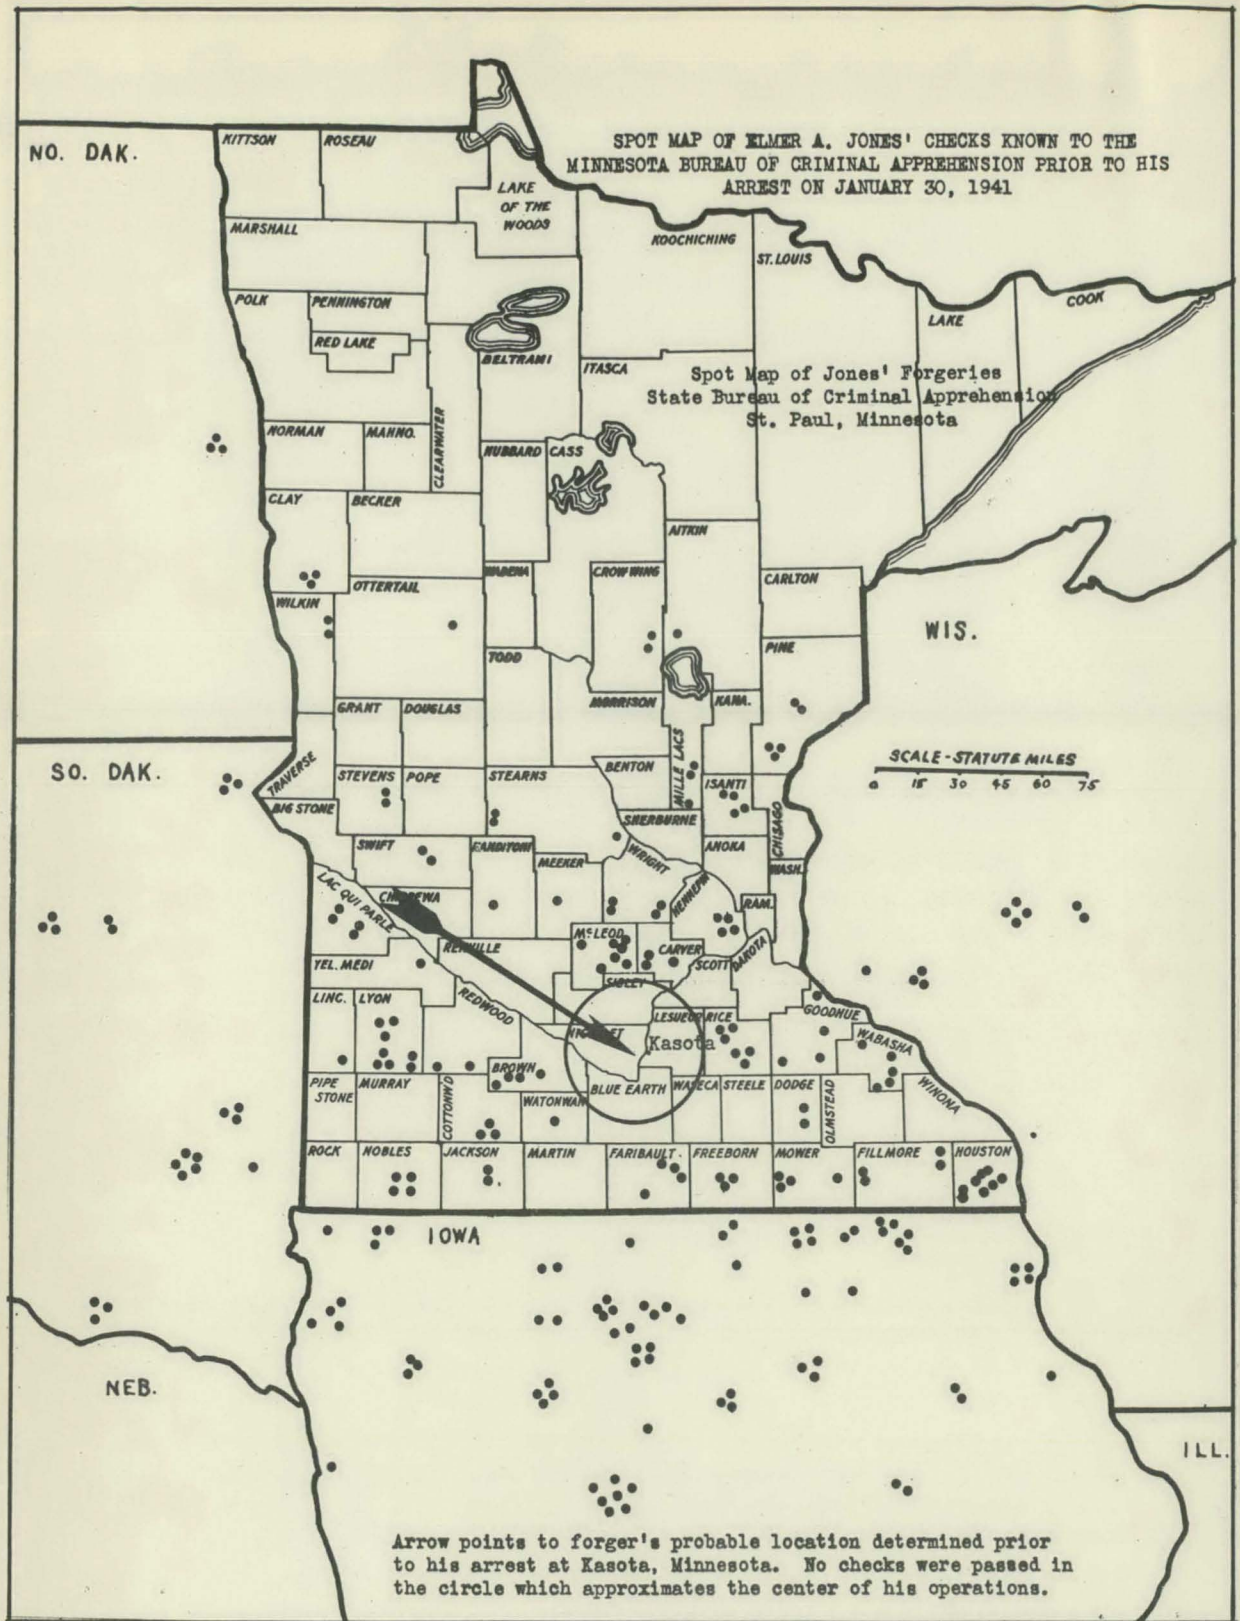 SPOT MAP OF ELMER A. JONES' CHECKS KNOWN TO THE
MINNESOTA BUREAU OF CRIMINAL APPREHENSION PRIOR TO HIS
ARREST ON JANUARY 30, 1941
NO. DAK.
KITTSON
ROSEAU
LAKE
OF THE
WOODS
MARSHALL
KOOCHICHING
ST. LOUIS
POLK
PENNINGTON
LAKE
COOK
RED LAKE
BELTRAMI
ITASCA
Spot Map of Jones' Forgeries
State Bureau of Criminal Apprehension
St. Paul, Minnesota
NORMAN
MAHNO.
CLEARWATER
HUBBARD
CASS
CLAY
BECKER
AITKIN
WADENA
CROW WING
CARLTON
OTTERTAIL
WILKIN
WIS.
TODD
PINE
MORRISON
KANA.
GRANT
DOUGLAS
SO. DAK.
TRAVERSE
STEVENS
POPE
STEARNS
BENTON
MILLE LACS
ISANTI
SCALE-STATUTE MILES
0 15 30 45 60 75
BIG STONE
SHERBURNE
CHISAGO
SWIFT
KANDIYOHI
MEEKER
WRIGHT
ANOKA
WASH.
LAC QUI PARLE
CHIPPEWA
HENNEPIN
RAM.
McLEOD
RENVILLE
CARVER
SCOTT
DAKOTA
YEL. MEDI
SIBLEY
LINC.
LYON
REDWOOD
NICOLLET
LESUEUR
RICE
GOODHUE
Kasota
WABASHA
BROWN
PIPE
STONE
MURRAY
COTTONW'D
WATONWAN
BLUE EARTH
WASECA
STEELE
DODGE
OLMSTEAD
WINONA
ROCK
NOBLES
JACKSON
MARTIN
FARIBAULT
FREEBORN
MOWER
FILLMORE
HOUSTON
IOWA
NEB.
ILL.
Arrow points to forger's probable location determined prior
to his arrest at Kasota, Minnesota. No checks were passed in
the circle which approximates the center of his operations.